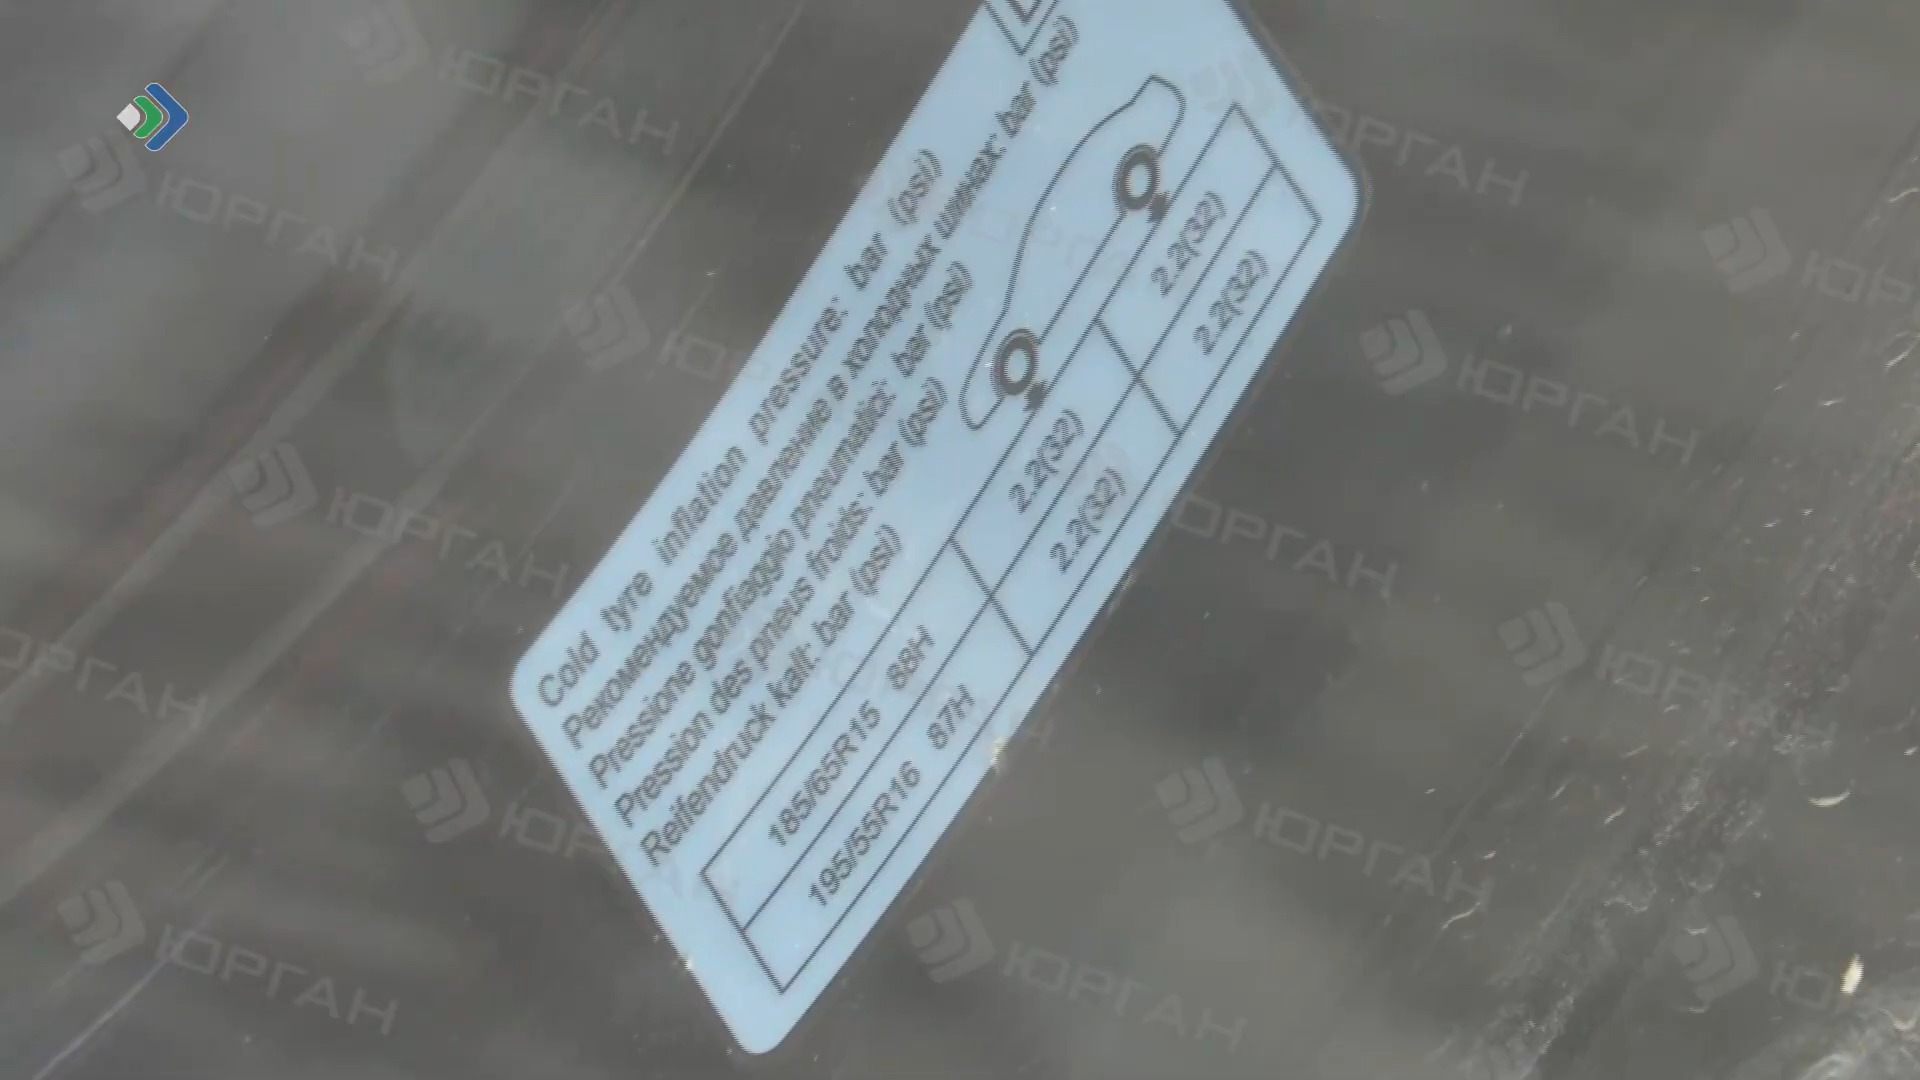 Cold tyre inflation pressure: bar (psi)
Рекомендуемое давление в холодных шинах: bar (psi)
Pressione gonfiaggio pneumatici: bar (psi)
Pression des pneus froids: bar (psi)
Reifendruck kalt: bar (psi)
185/65R15 88H 2.2(32) 2.2(32)
195/55R16 87H 2.2(32) 2.2(32)
ЮРГАН